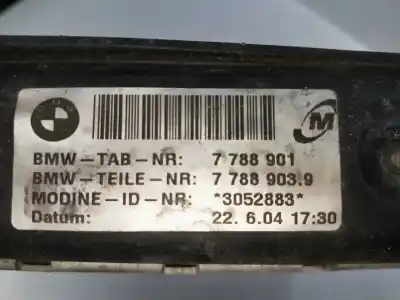 M
BMW-TAB-NR: 7 788 901
BMW-TEILE-NR: 7 788 903.9
MODINE-ID-NR: *3052883*
Datum: 22. 6.04 17:30